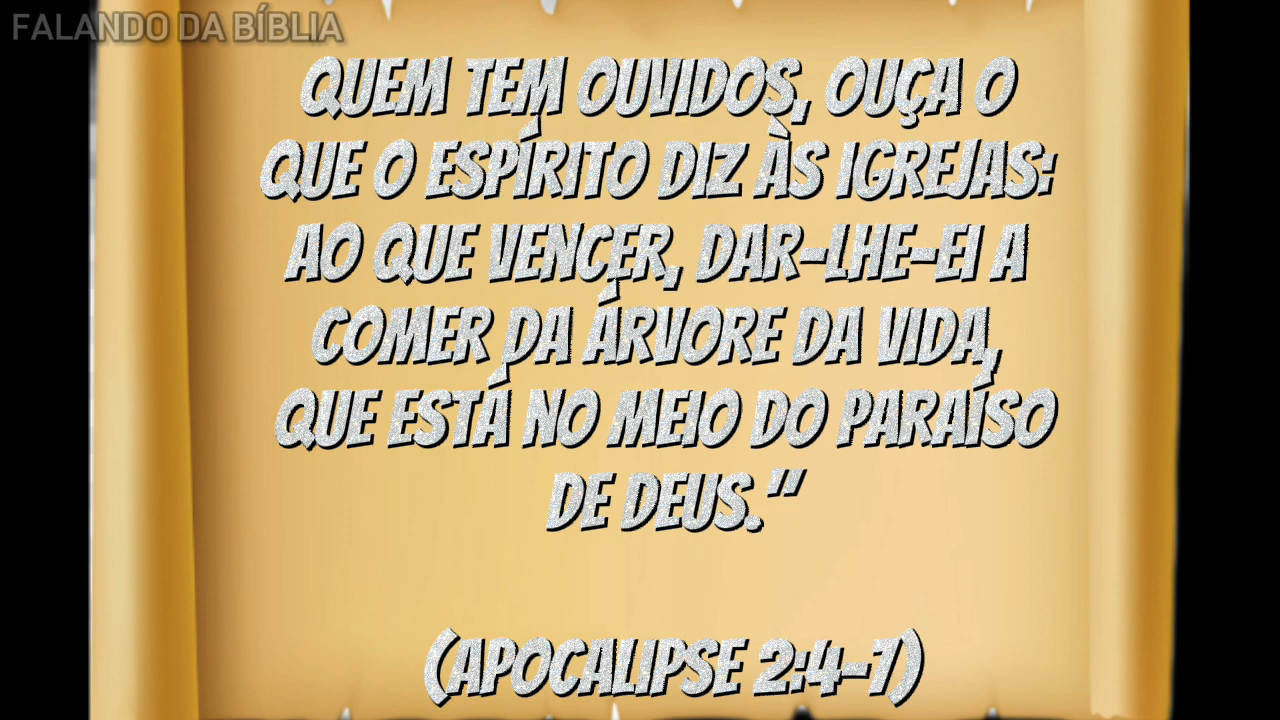 FALANDO DA BÍBLIA
QUEM TEM OUVIDOS, OUÇA O
QUE O ESPÍRITO DIZ ÀS IGREJAS:
AO QUE VENCER, DAR-LHE-EI A
COMER DA ÁRVORE DA VIDA,
QUE ESTÁ NO MEIO DO PARAÍSO
DE DEUS.”
(APOCALIPSE 2:4-7)